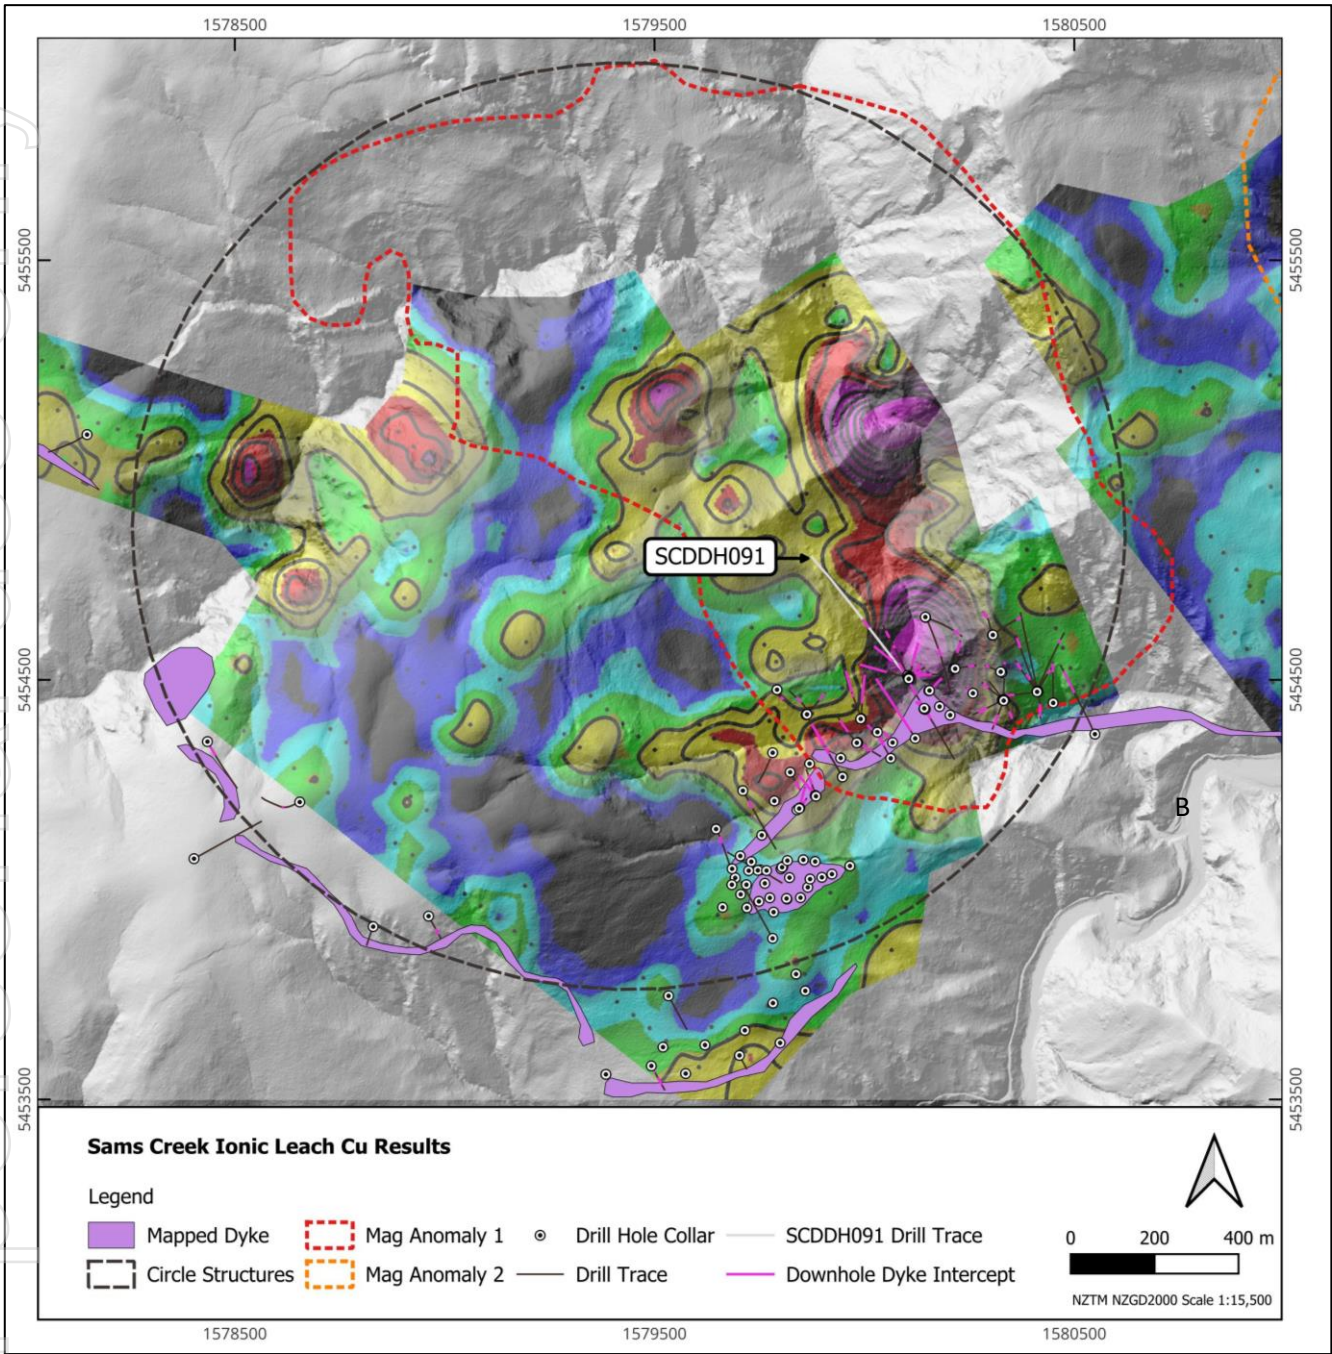 1578500 1579500 1580500
5455500 5455500
SCDDH091
5454500 5454500
B
5453500 5453500
Sams Creek Ionic Leach Cu Results
Legend
Mapped Dyke Mag Anomaly 1 Drill Hole Collar SCDDH091 Drill Trace
Circle Structures Mag Anomaly 2 Drill Trace Downhole Dyke Intercept
0 200 400 m
NZTM NZGD2000 Scale 1:15,500
1578500 1579500 1580500